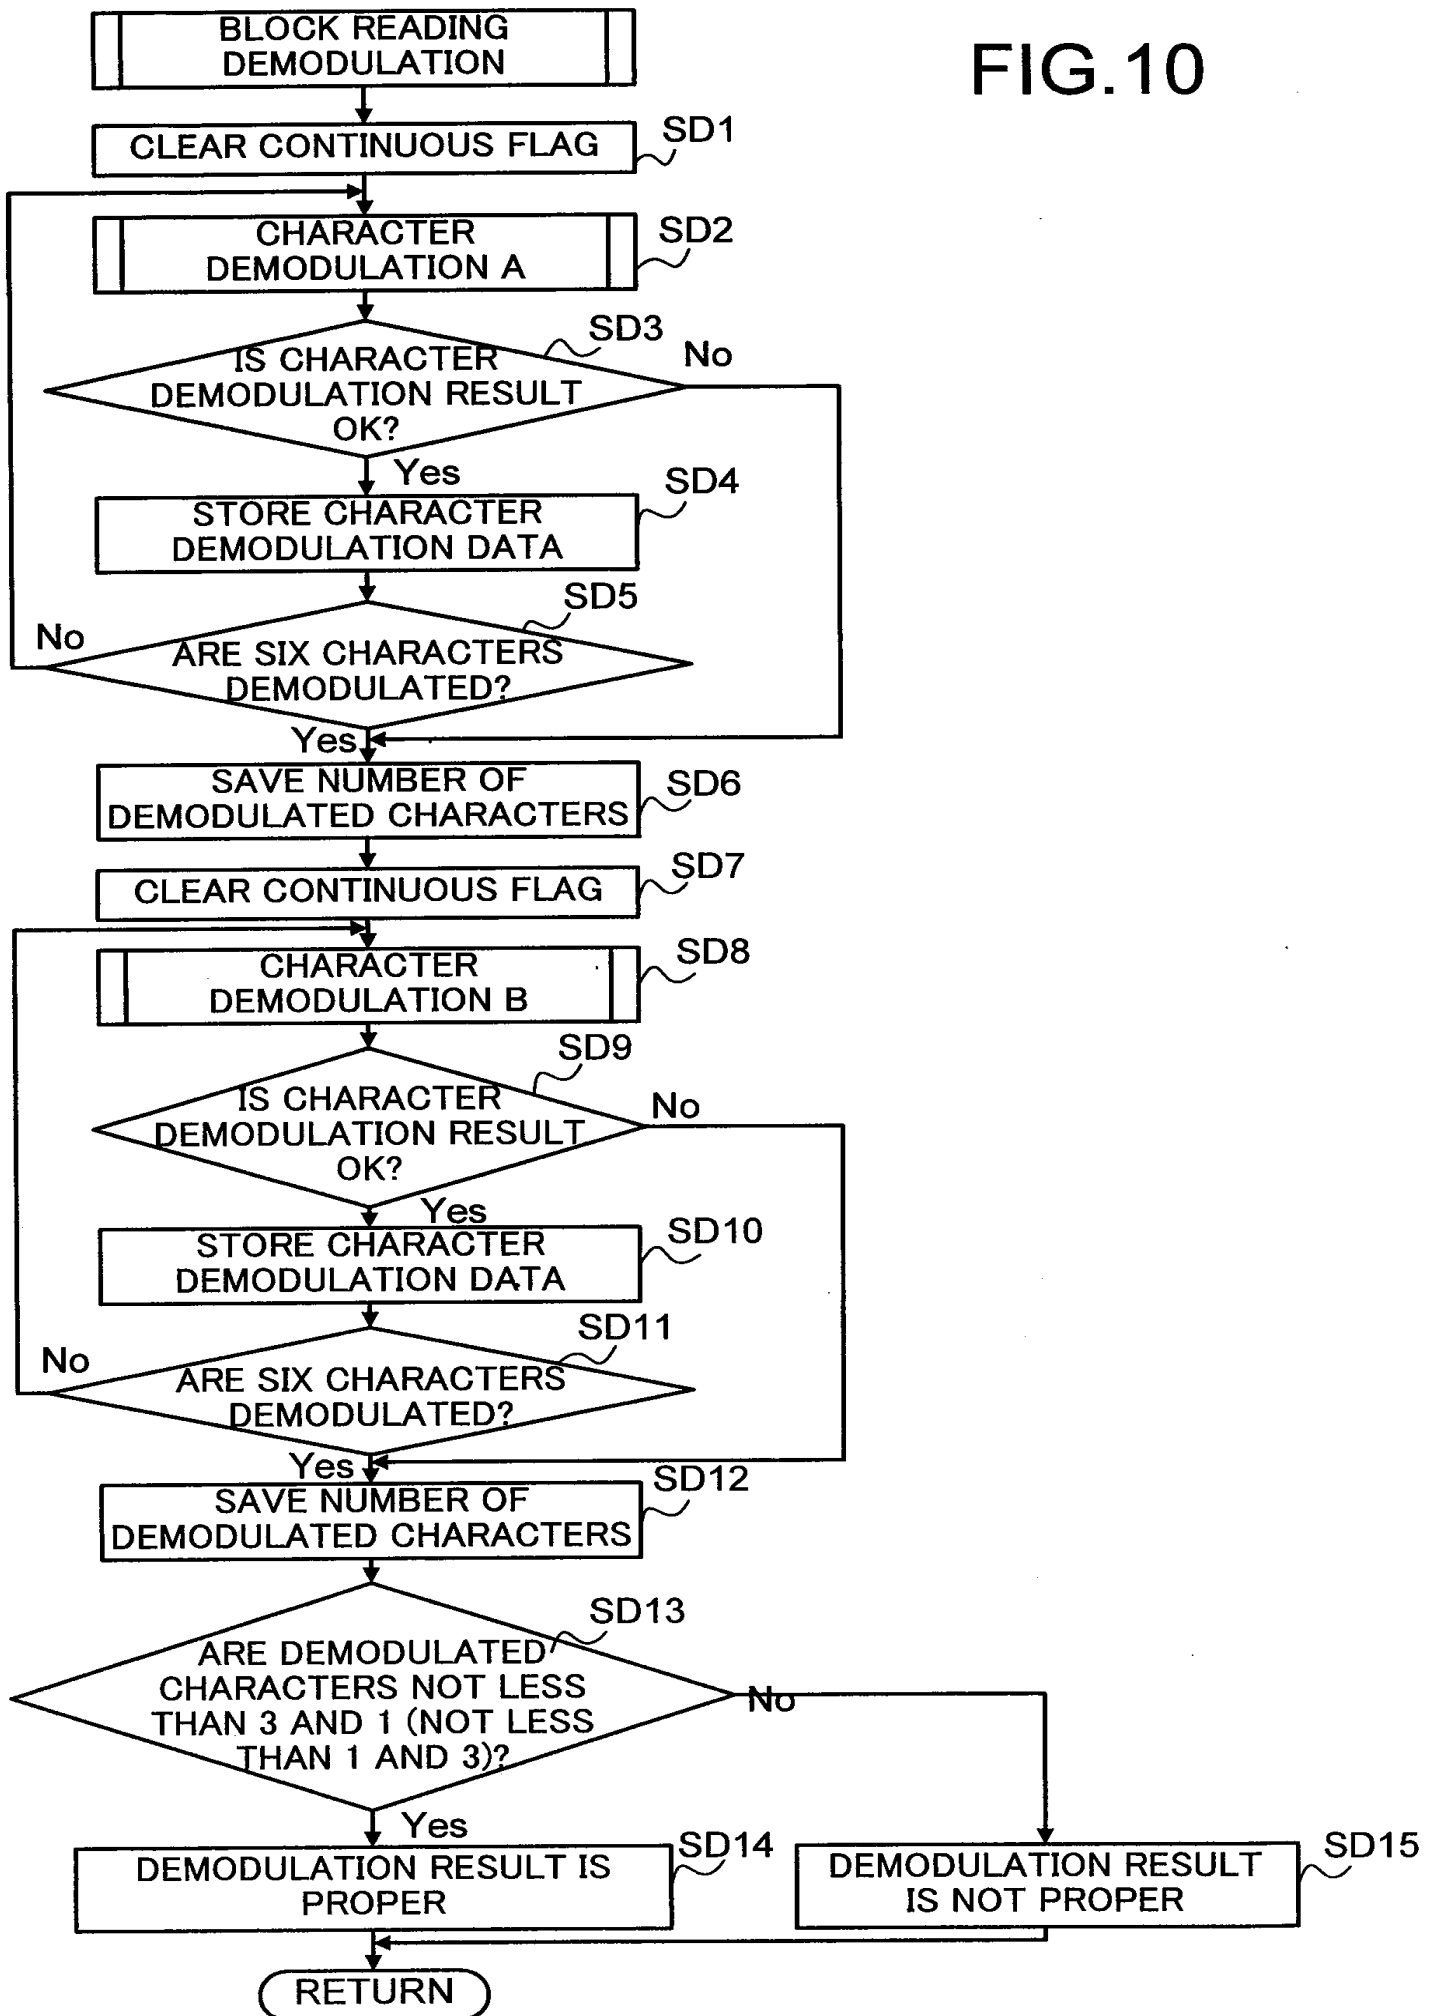 FIG.10
BLOCK READING
DEMODULATION
CLEAR CONTINUOUS FLAG
SD1
CHARACTER
DEMODULATION A
SD2
SD3
IS CHARACTER
DEMODULATION RESULT
OK?
No
Yes
STORE CHARACTER
DEMODULATION DATA
SD4
SD5
No
ARE SIX CHARACTERS
DEMODULATED?
Yes
SAVE NUMBER OF
DEMODULATED CHARACTERS
SD6
CLEAR CONTINUOUS FLAG
SD7
CHARACTER
DEMODULATION B
SD8
SD9
IS CHARACTER
DEMODULATION RESULT
OK?
No
Yes
STORE CHARACTER
DEMODULATION DATA
SD10
SD11
No
ARE SIX CHARACTERS
DEMODULATED?
Yes
SAVE NUMBER OF
DEMODULATED CHARACTERS
SD12
SD13
ARE DEMODULATED
CHARACTERS NOT LESS
THAN 3 AND 1 (NOT LESS
THAN 1 AND 3)?
No
Yes
DEMODULATION RESULT IS
PROPER
SD14
DEMODULATION RESULT
IS NOT PROPER
SD15
RETURN